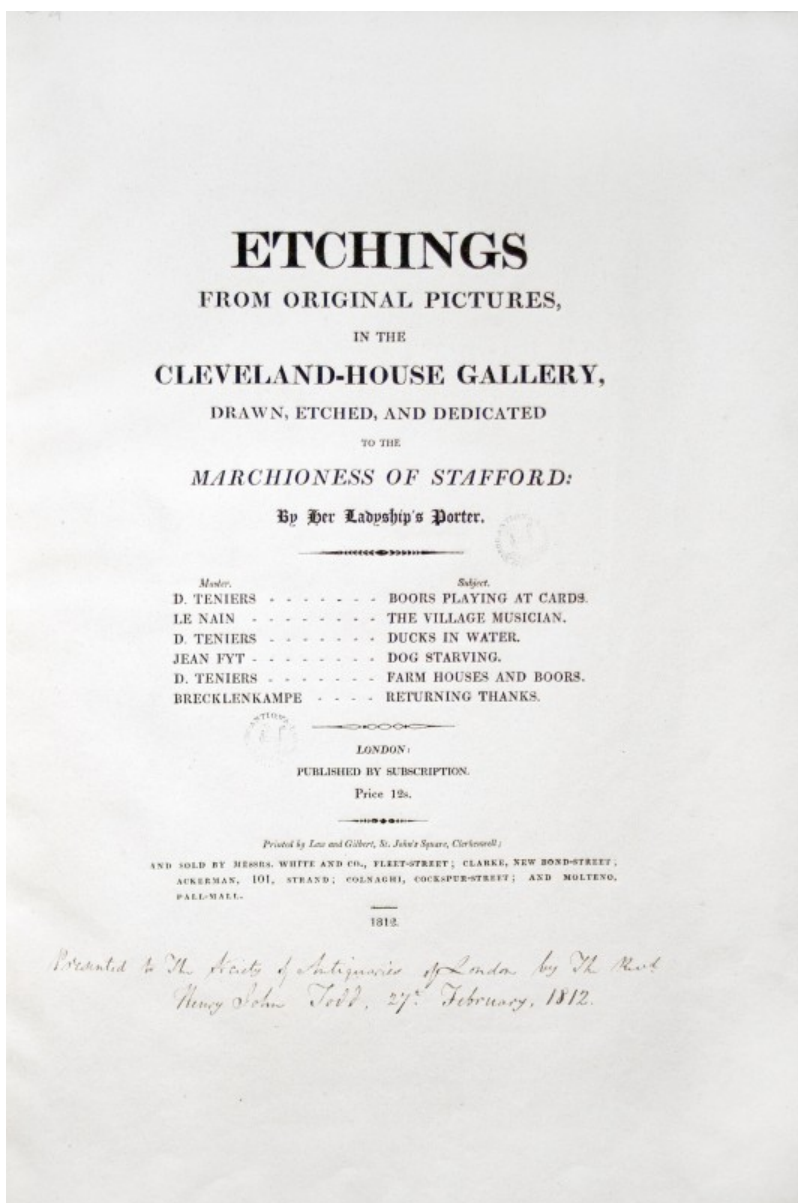 ETCHINGS
FROM ORIGINAL PICTURES,
IN THE
CLEVELAND-HOUSE GALLERY,
DRAWN, ETCHED, AND DEDICATED
TO THE
MARCHIONESS OF STAFFORD:
By Her Ladyship's Porter.
Master. Subject.
D. TENIERS - - - - - - - BOORS PLAYING AT CARDS.
LE NAIN - - - - - - - - THE VILLAGE MUSICIAN.
D. TENIERS - - - - - - - DUCKS IN WATER.
JEAN FYT - - - - - - - - DOG STARVING.
D. TENIERS - - - - - - - FARM HOUSES AND BOORS.
BRECKLENKAMPE - - - - RETURNING THANKS.
LONDON:
PUBLISHED BY SUBSCRIPTION.
Price 12s.
Printed by Law and Gilbert, St. John's Square, Clerkenwell;
AND SOLD BY MESSRS. WHITE AND CO., FLEET-STREET; CLARKE, NEW BOND-STREET;
ACKERMAN, 101, STRAND; COLNAGHI, COCKSPUR-STREET; AND MOLTENO,
PALL-MALL.
1812.
Presented to The Society of Antiquaries of London by The Revd.
Henry John Todd, 27th. February, 1812.